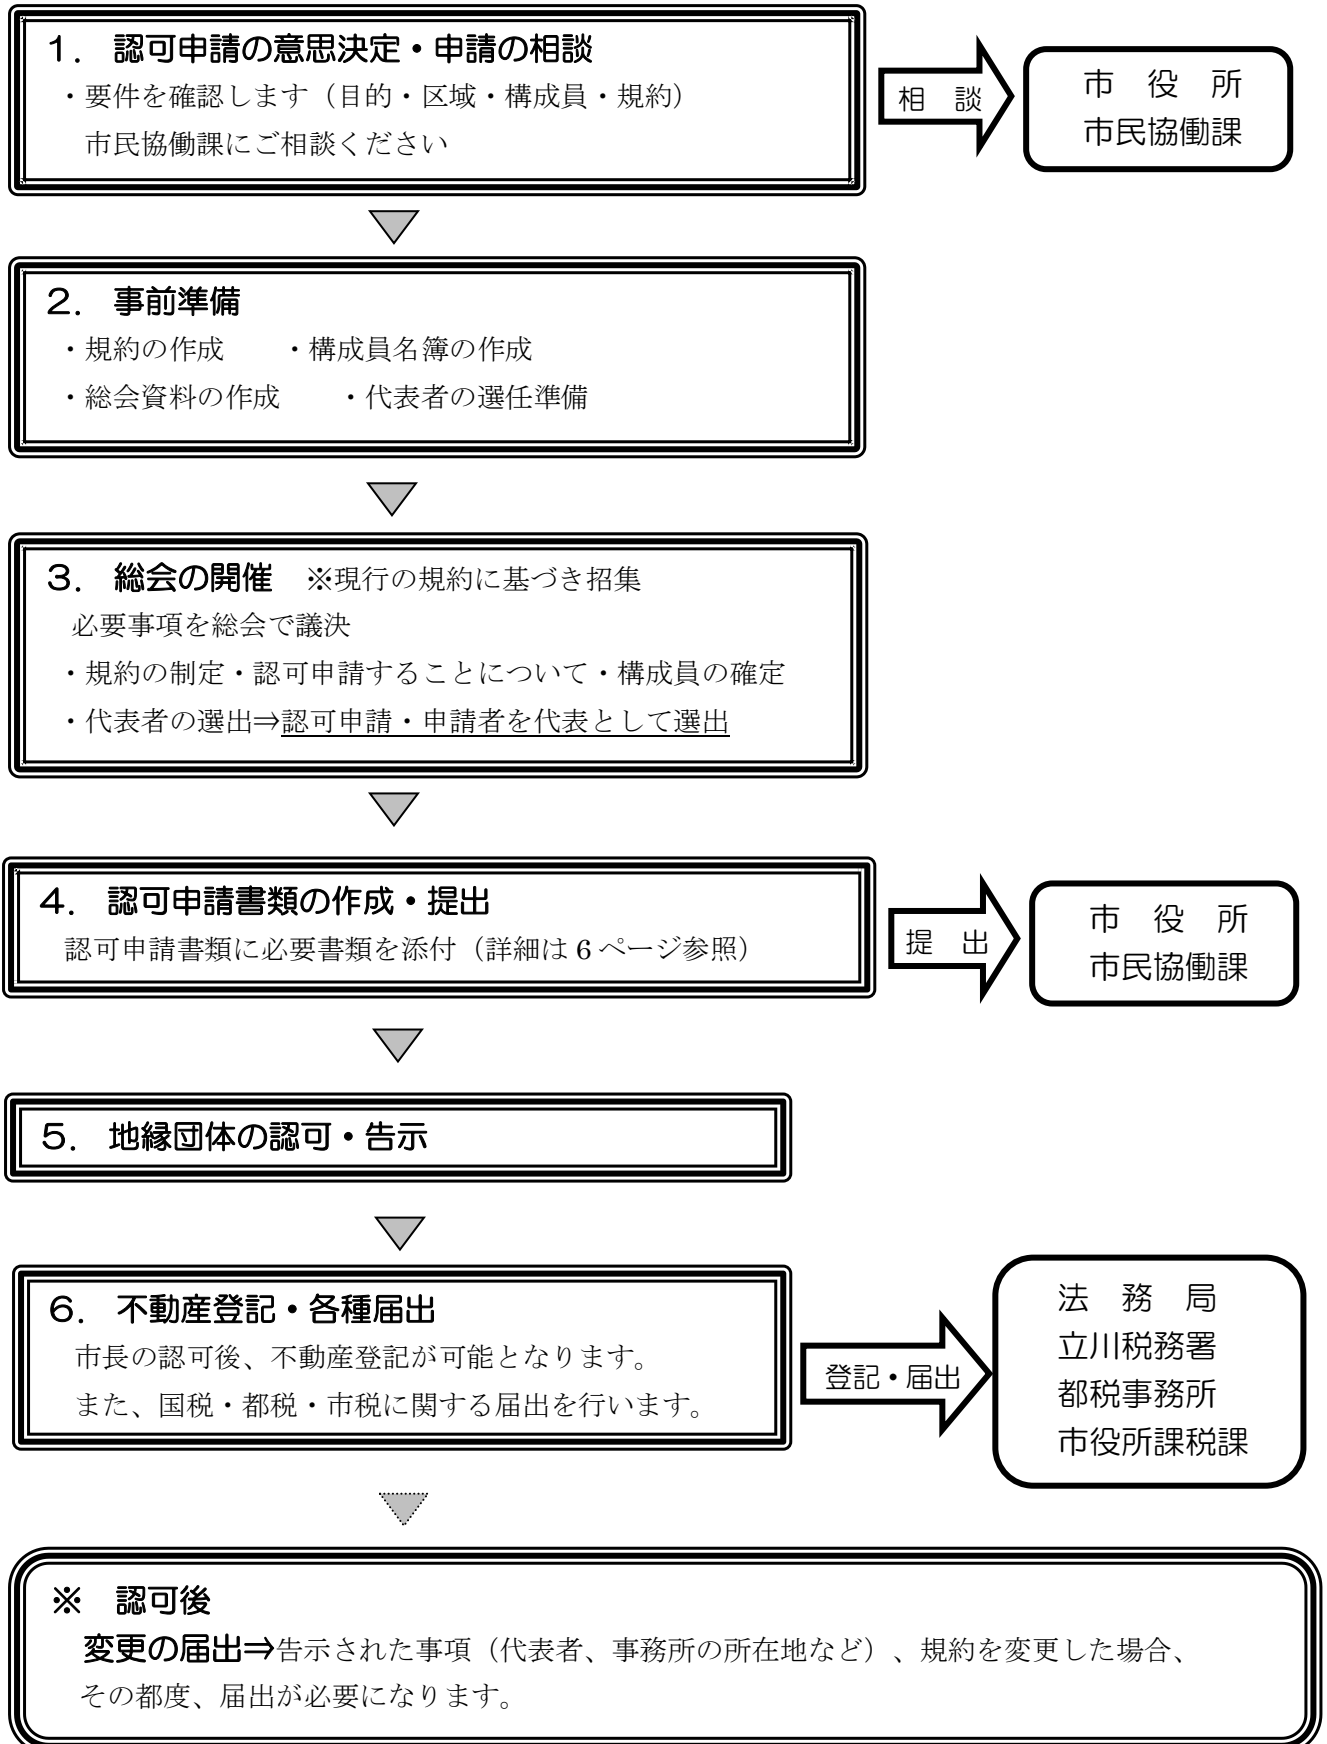 １． 認可申請の意思決定・申請の相談
・要件を確認します（目的・区域・構成員・規約）
市民協働課にご相談ください
相　談
市　役　所
市民協働課
２． 事前準備
・規約の作成　　・構成員名簿の作成
・総会資料の作成　　・代表者の選任準備
３． 総会の開催　※現行の規約に基づき招集
必要事項を総会で議決
・規約の制定・認可申請することについて・構成員の確定
・代表者の選出⇒認可申請・申請者を代表として選出
４． 認可申請書類の作成・提出
認可申請書類に必要書類を添付（詳細は 6 ページ参照）
提　出
市　役　所
市民協働課
５． 地縁団体の認可・告示
６． 不動産登記・各種届出
市長の認可後、不動産登記が可能となります。
また、国税・都税・市税に関する届出を行います。
登記・届出
法　務　局
立川税務署
都税事務所
市役所課税課
※　認可後
変更の届出⇒告示された事項（代表者、事務所の所在地など）、規約を変更した場合、
その都度、届出が必要になります。